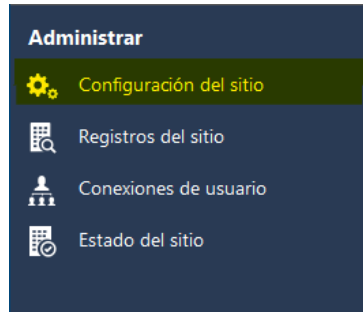 Administrar
Configuración del sitio
Registros del sitio
Conexiones de usuario
Estado del sitio